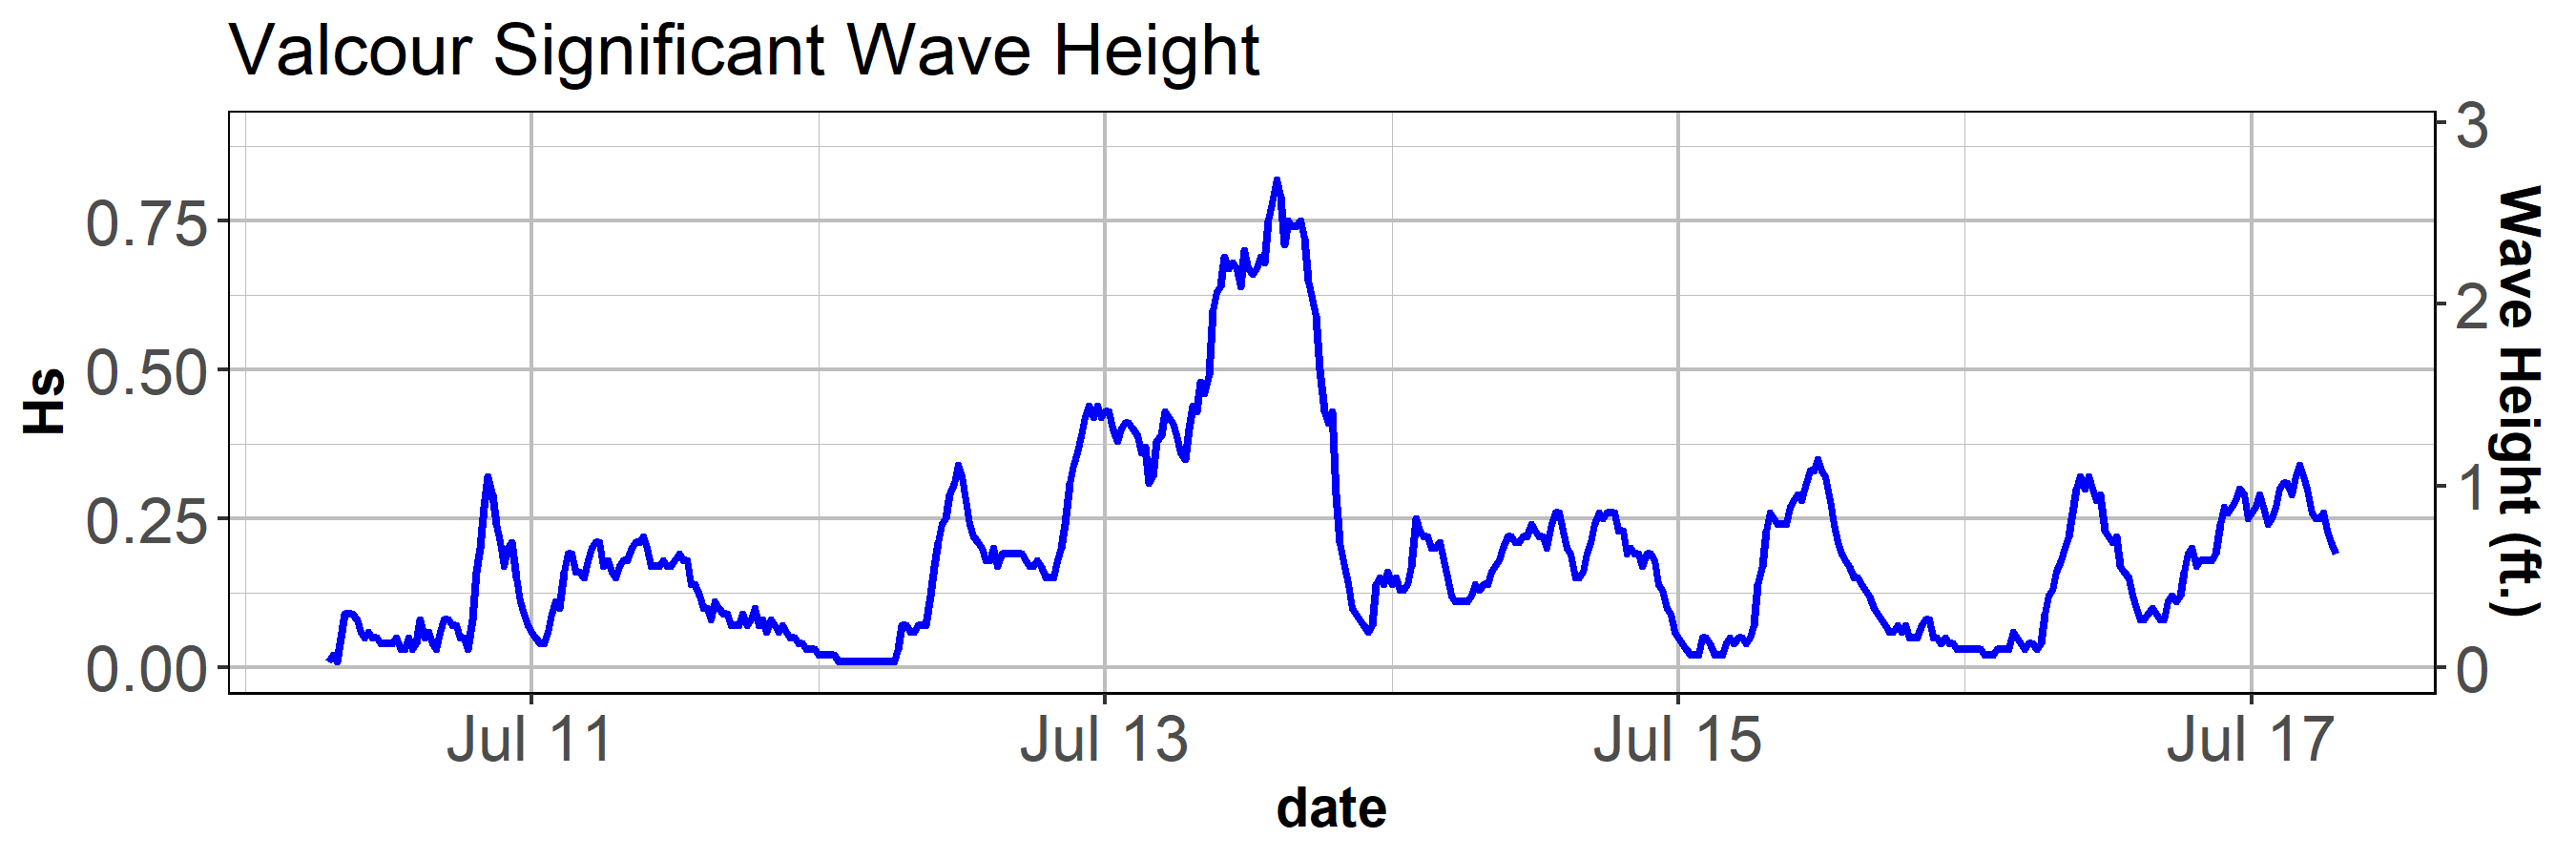 Valcour Significant Wave Height
Hs
0.75
0.50
0.25
0.00
3
2
1
0
Wave Height (ft.)
Jul 11
Jul 13
Jul 15
Jul 17
date